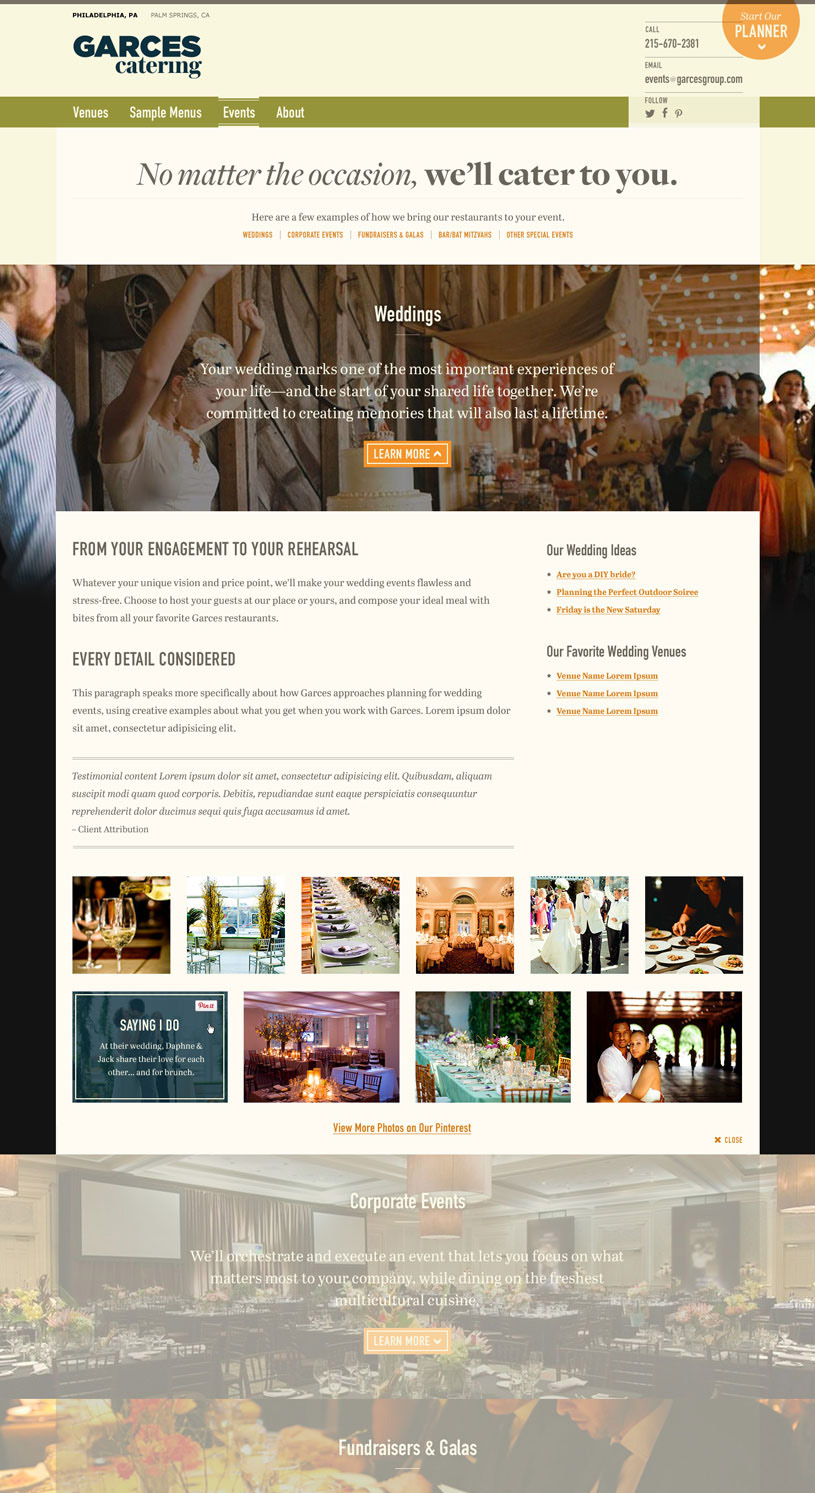 PHILADELPHIA, PA PALM SPRINGS, CA
Start Our
PLANNER
GARCES
catering
CALL
215-670-2381
EMAIL
events@garcesgroup.com
FOLLOW
Venues Sample Menus Events About
No matter the occasion, we’ll cater to you.
Here are a few examples of how we bring our restaurants to your event.
WEDDINGS | CORPORATE EVENTS | FUNDRAISERS & GALAS | BAR/BAT MITZVAHS | OTHER SPECIAL EVENTS
Weddings
Your wedding marks one of the most important experiences of
your life—and the start of your shared life together. We’re
committed to creating memories that will also last a lifetime.
LEARN MORE
FROM YOUR ENGAGEMENT TO YOUR REHEARSAL
Whatever your unique vision and price point, we’ll make your wedding events flawless and
stress-free. Choose to host your guests at our place or yours, and compose your ideal meal with
bites from all your favorite Garces restaurants.
EVERY DETAIL CONSIDERED
This paragraph speaks more specifically about how Garces approaches planning for wedding
events, using creative examples about what you get when you work with Garces. Lorem ipsum dolor
sit amet, consectetur adipisicing elit.
Testimonial content Lorem ipsum dolor sit amet, consectetur adipisicing elit. Quibusdam, aliquam
suscipit modi quam quod corporis. Debitis, repudiandae sunt eaque perspiciatis consequuntur
reprehenderit dolor ducimus sequi quis fuga accusamus id amet.
– Client Attribution
Our Wedding Ideas
• Are you a DIY bride?
• Planning the Perfect Outdoor Soiree
• Friday is the New Saturday
Our Favorite Wedding Venues
• Venue Name Lorem Ipsum
• Venue Name Lorem Ipsum
• Venue Name Lorem Ipsum
Pin it
SAYING I DO
At their wedding, Daphne &
Jack share their love for each
other... and for brunch.
View More Photos on Our Pinterest
CLOSE
Corporate Events
We’ll orchestrate and execute an event that lets you focus on what
matters most to your company, while dining on the freshest
multicultural cuisine.
LEARN MORE
Fundraisers & Galas